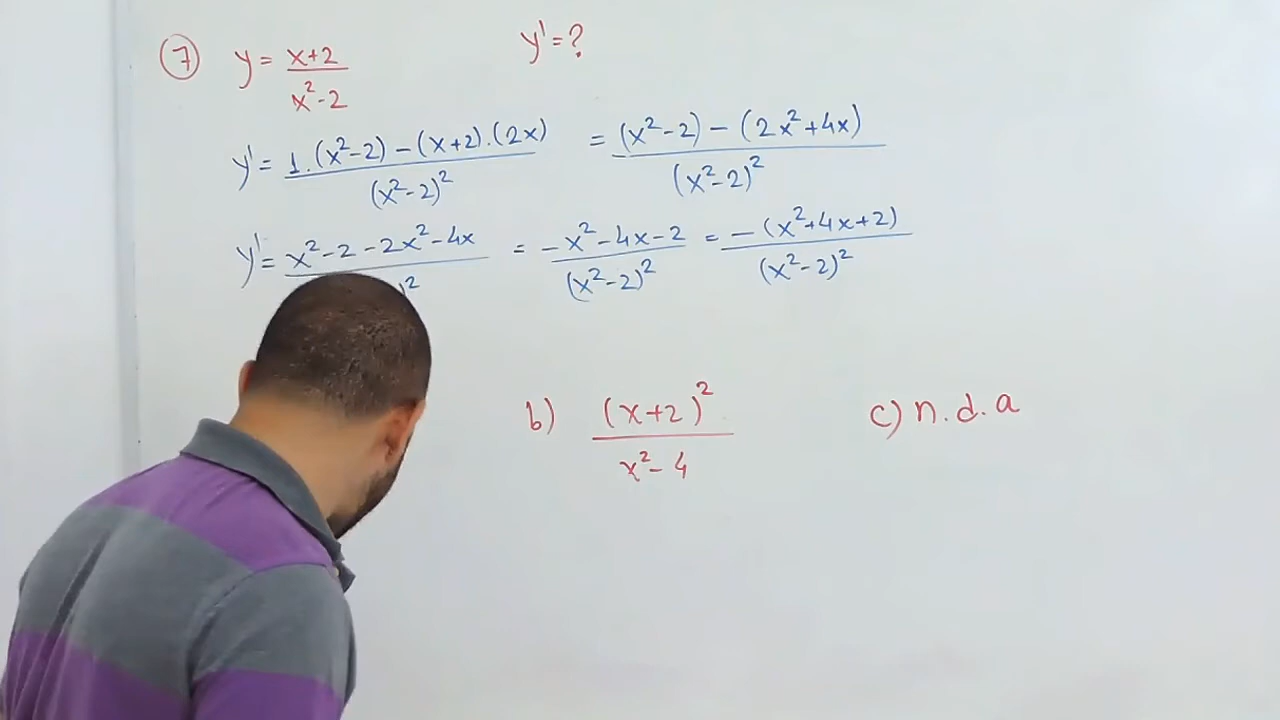 7 y = x+2 / x²-2 y' = ?
y' = 1.(x²-2) - (x+2).(2x) / (x²-2)² = (x²-2) - (2x²+4x) / (x²-2)²
y' = x²-2-2x²-4x / )² = -x²-4x-2 / (x²-2)² = -(x²+4x+2) / (x²-2)²
b) (x+2)² / x²-4 c) n.d.a